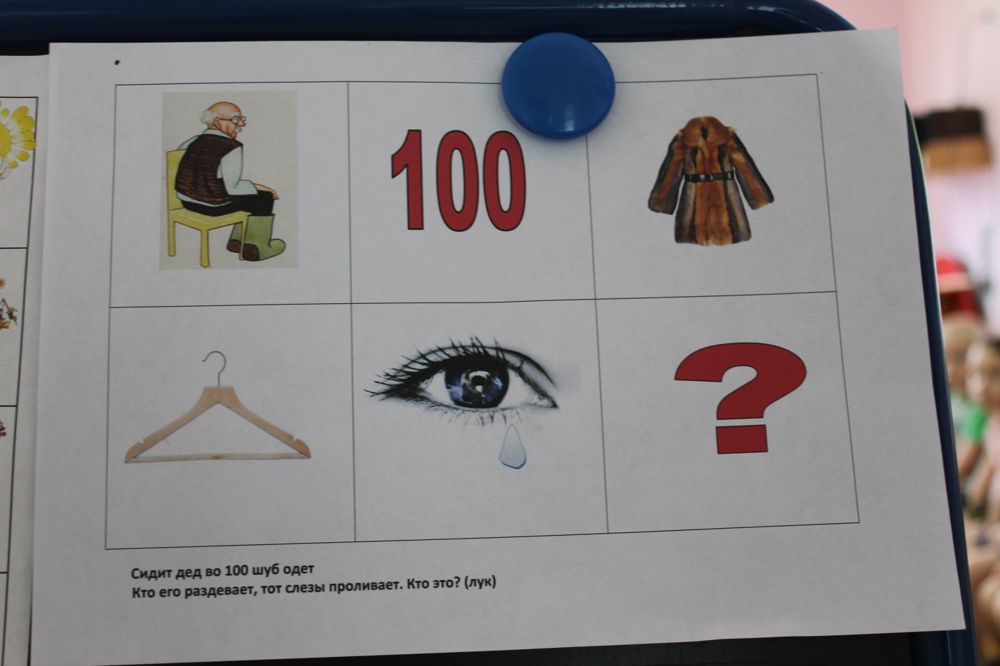 100
?
Сидит дед во 100 шуб одет
Кто его раздевает, тот слезы проливает. Кто это? (лук)